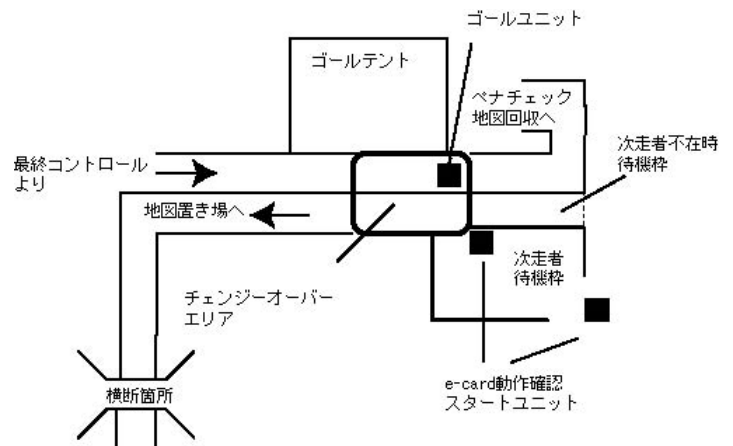 ゴールユニット
ゴールテント
ペナチェック
地図回収へ
次走者不在時
待機枠
最終コントロール
より
地図置き場へ
次走者
待機枠
チェンジーオーバー
エリア
横断箇所
e-card動作確認
スタートユニット